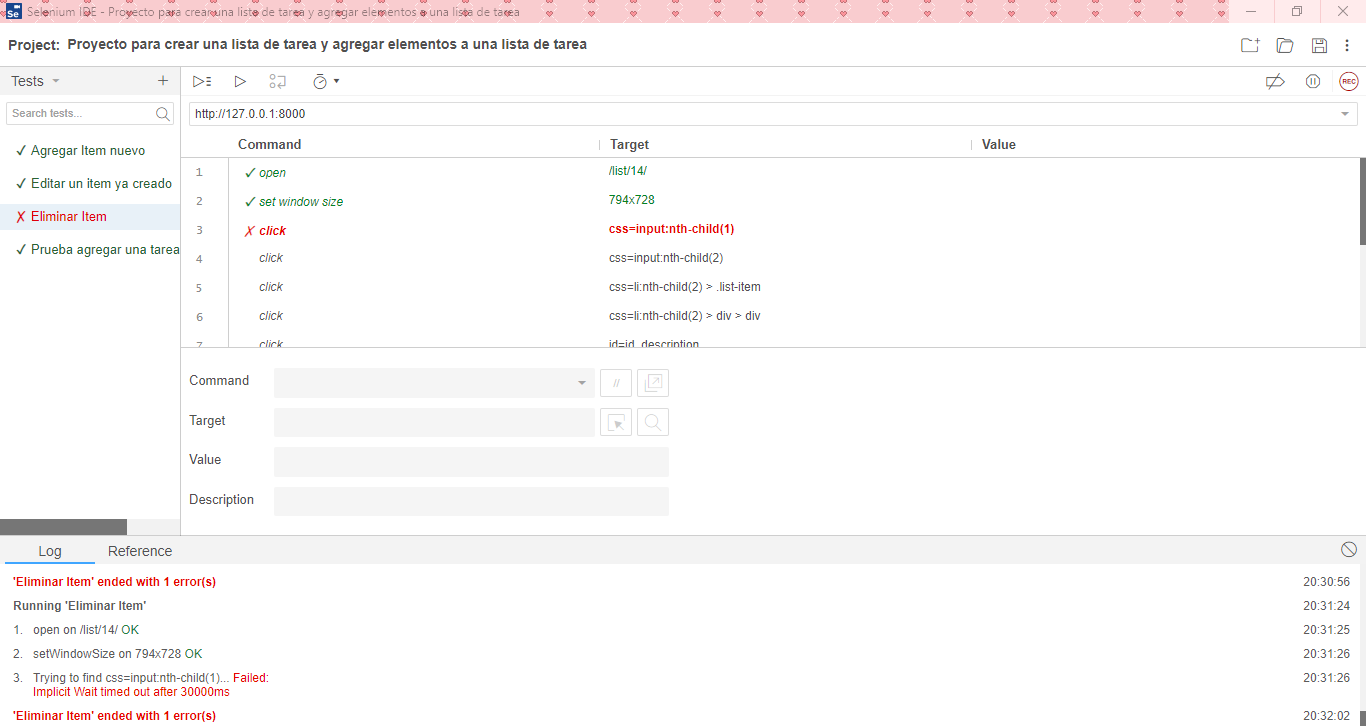 Selenium IDE - Proyecto para crear una lista de tarea y agregar elementos a una lista de tarea
Project: Proyecto para crear una lista de tarea y agregar elementos a una lista de tarea
Tests
Search tests...
✓ Agregar Item nuevo
✓ Editar un item ya creado
✗ Eliminar Item
✓ Prueba agregar una tarea
REC
http://127.0.0.1:8000
Command Target Value
1 ✓ open /list/14/
2 ✓ set window size 794x728
3 ✗ click css=input:nth-child(1)
4 click css=input:nth-child(2)
5 click css=li:nth-child(2) > .list-item
6 click css=li:nth-child(2) > div > div
7 click id=id_description
Command //
Target
Value
Description
Log Reference
'Eliminar Item' ended with 1 error(s) 20:30:56
Running 'Eliminar Item' 20:31:24
1. open on /list/14/ OK 20:31:25
2. setWindowSize on 794x728 OK 20:31:26
3. Trying to find css=input:nth-child(1)... Failed: 20:31:26
Implicit Wait timed out after 30000ms
'Eliminar Item' ended with 1 error(s) 20:32:02